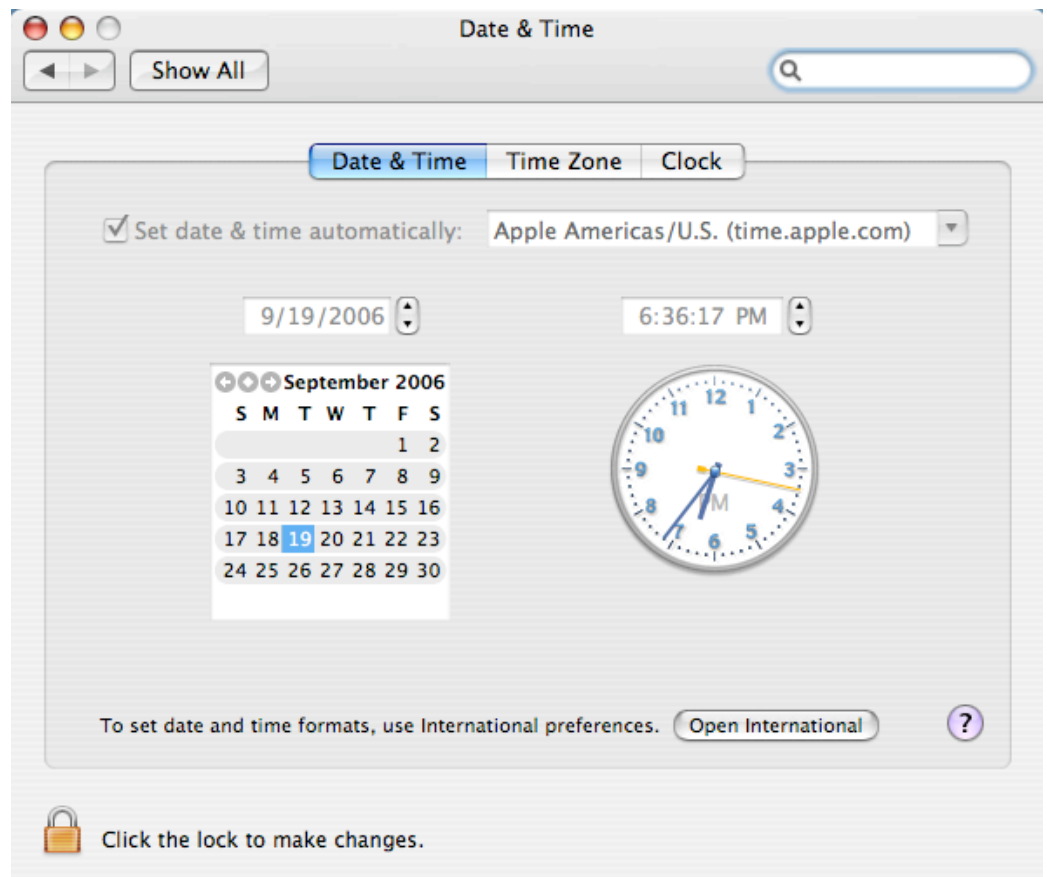 Date & Time
Show All
Date & Time Time Zone Clock
Set date & time automatically: Apple Americas/U.S. (time.apple.com)
9/19/2006 6:36:17 PM
September 2006
S M T W T F S
1 2
3 4 5 6 7 8 9
10 11 12 13 14 15 16
17 18 19 20 21 22 23
24 25 26 27 28 29 30
12
11 1
10 2
9 3
PM
8 4
7 5
6
To set date and time formats, use International preferences. Open International ?
Click the lock to make changes.